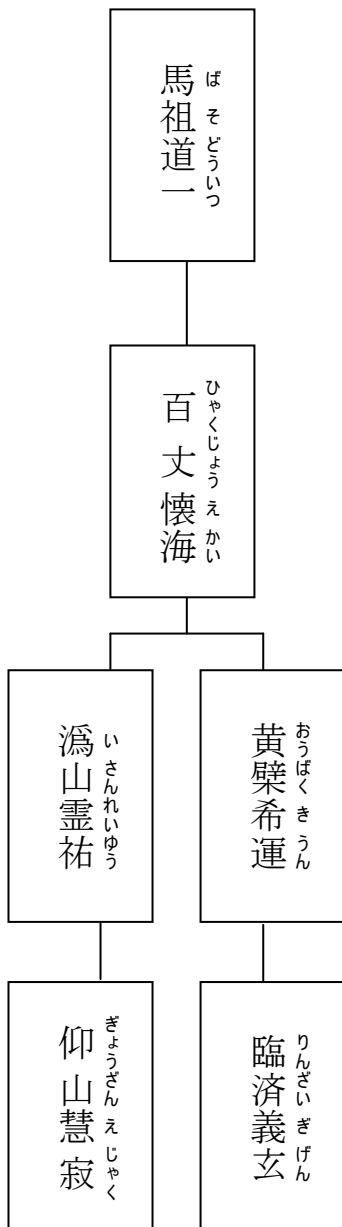 馬祖道一
ばそどういつ
百丈懐海
ひゃくじょうえかい
黄檗希運
おうばくきうん
臨済義玄
りんざいぎげん
潙山霊祐
いさんれいゆう
仰山慧寂
ぎょうざんえじゃく